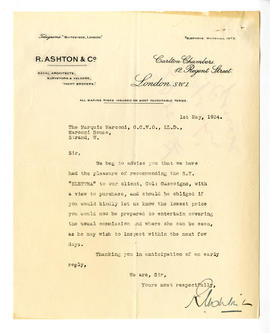 Telegrams "Buitenzorg, London."
Telephone: Whitehall 1973.
R. ASHTON & Co
NAVAL ARCHITECTS,
SURVEYORS & VALUERS,
YACHT BROKERS.
Carlton Chambers
12, Regent Street
London, S.W.1.
ALL MARINE RISKS INSURED ON MOST FAVOURABLE TERMS.
1st May, 1924.
The Marquis Marconi, G.C.V.O., LL.D.,
Marconi House,
Strand, W.
Sir,
We beg to advise you that we have
had the pleasure of recommending the S.Y.
"ELETTRA" to our client, Col: Gascoigne, with
a view to purchase, and should be obliged if
you would kindly let us know the lowest price
you would now be prepared to entertain covering
the usual commission and where she can be seen,
as he may wish to inspect within the next few
days.
Thanking you in anticipation of an early
reply,
We are, Sir,
Yours most respectfully,